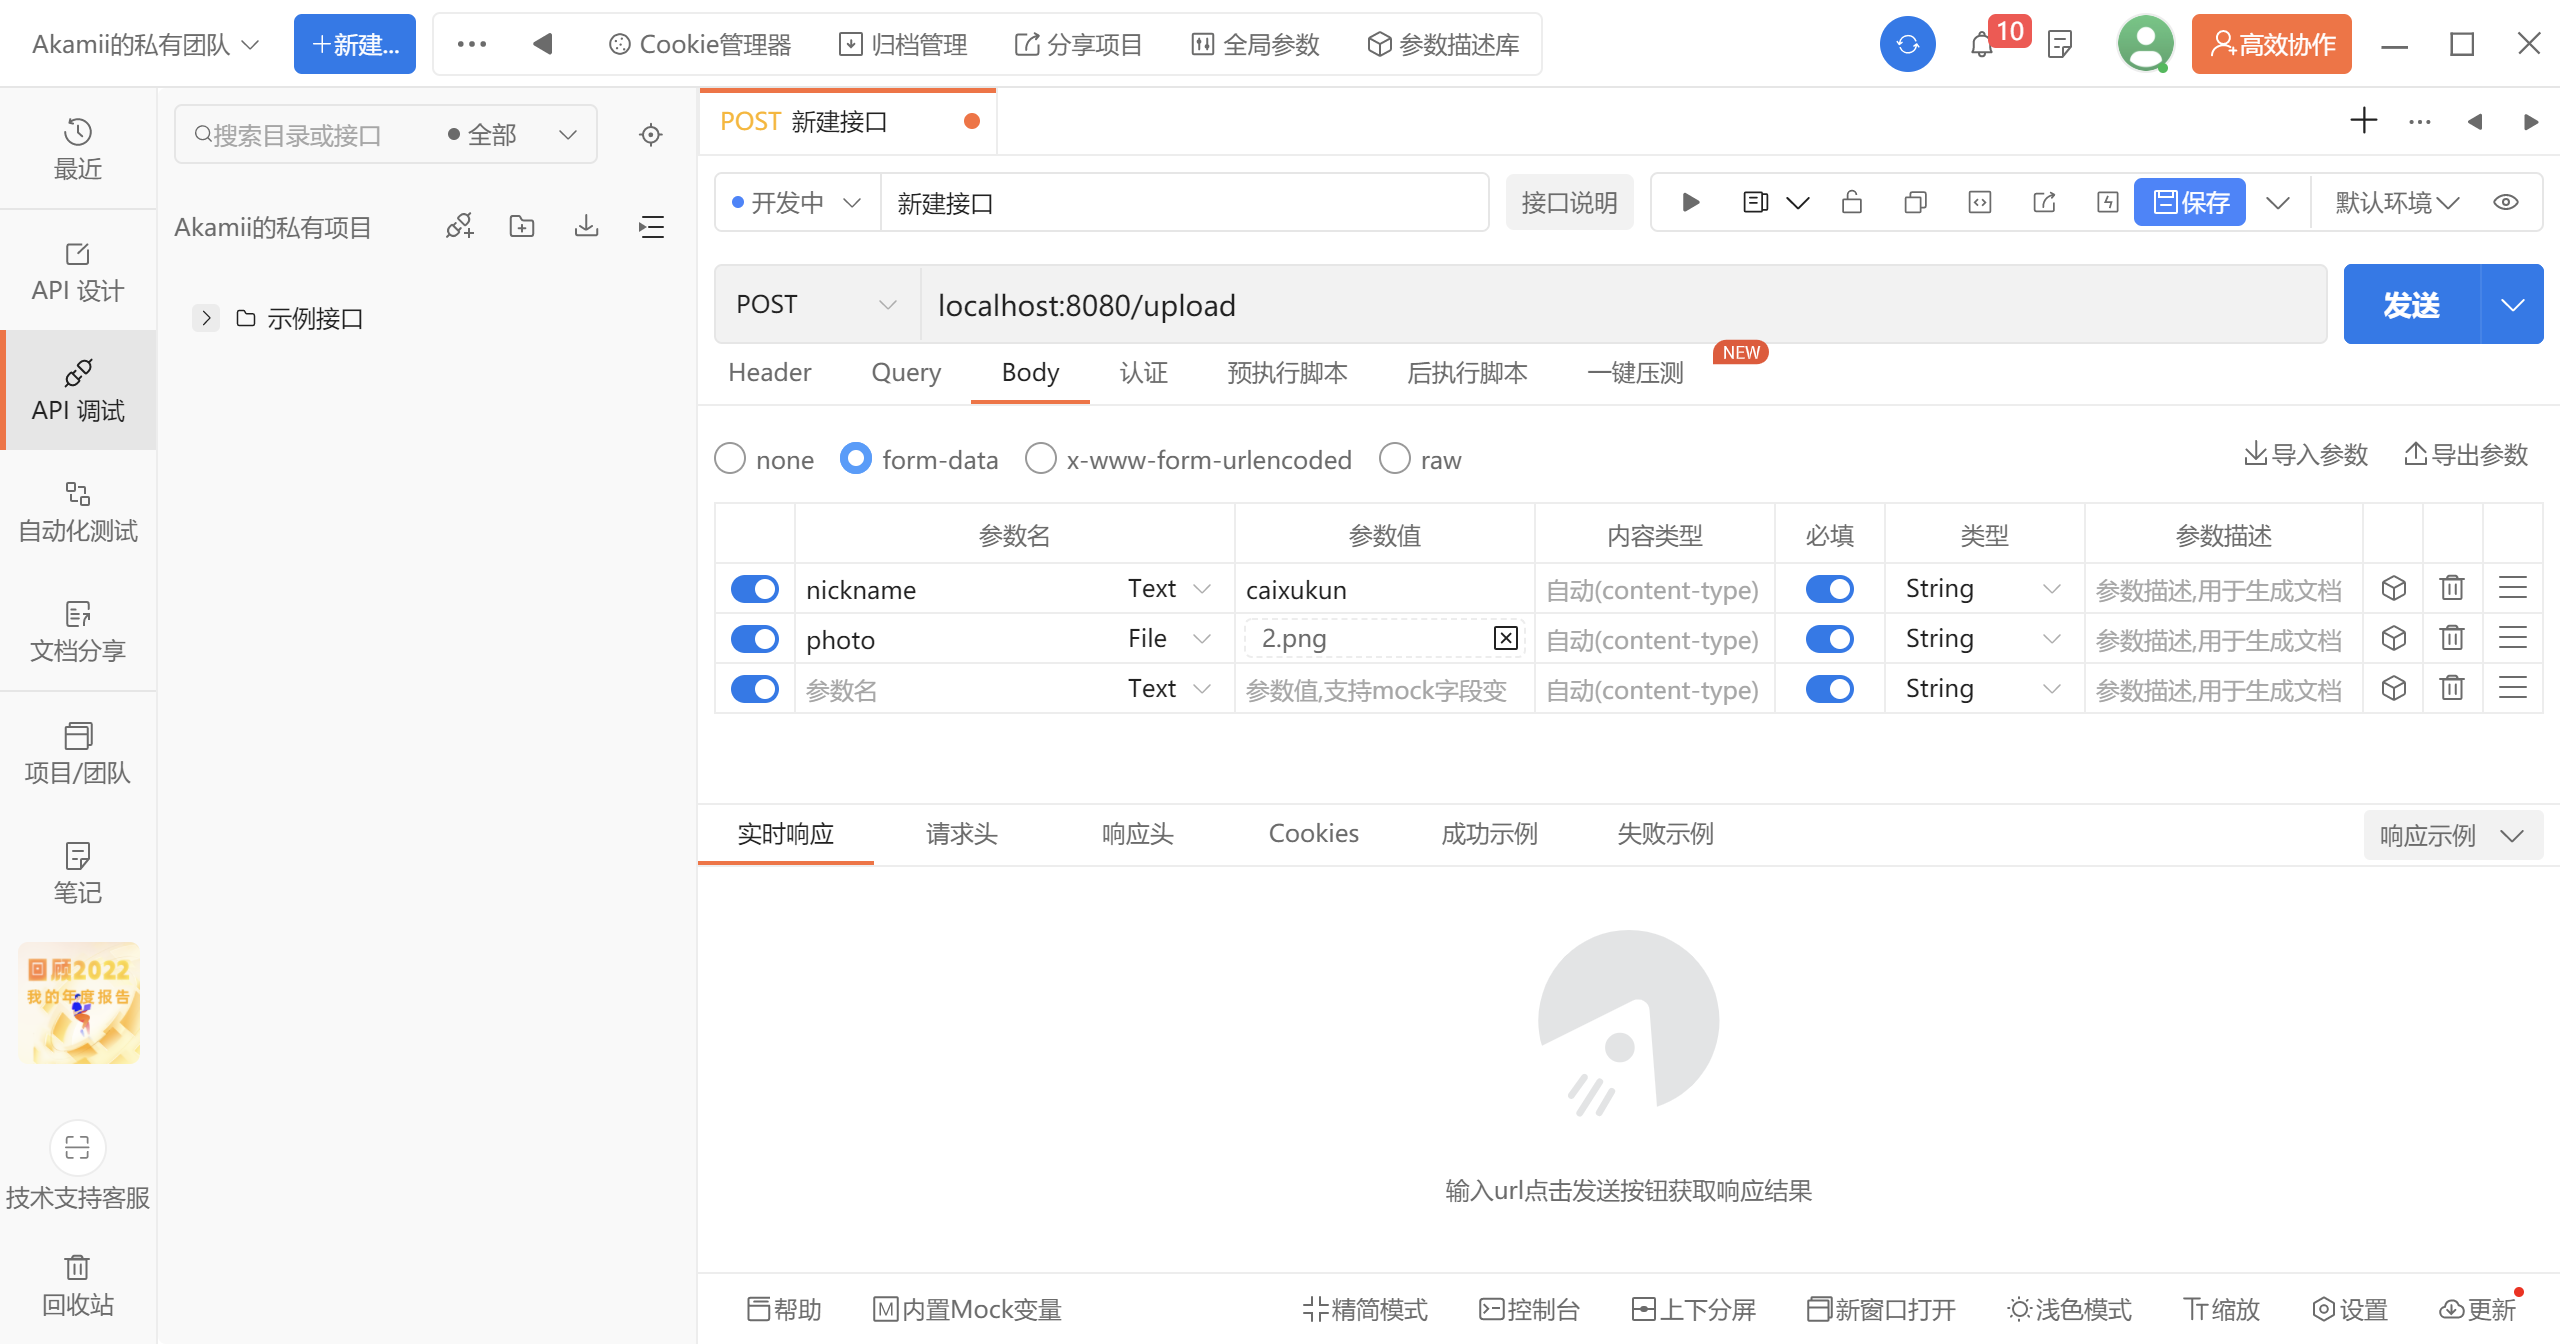 Akamii的私有团队
新建...
Cookie管理器
归档管理
分享项目
全局参数
参数描述库
10
高效协作
最近
API 设计
API 调试
自动化测试
文档分享
项目/团队
笔记
回顾2022
我的年度报告
技术支持客服
回收站
搜索目录或接口
全部
Akamii的私有项目
示例接口
POST 新建接口
开发中
新建接口
接口说明
保存
默认环境
POST
localhost:8080/upload
发送
Header
Query
Body
认证
预执行脚本
后执行脚本
一键压测
NEW
none
form-data
x-www-form-urlencoded
raw
导入参数
导出参数
参数名 参数值 内容类型 必填 类型 参数描述
nickname Text caixukun 自动(content-type) String 参数描述,用于生成文档
photo File 2.png 自动(content-type) String 参数描述,用于生成文档
参数名 Text 参数值,支持mock字段变 自动(content-type) String 参数描述,用于生成文档
实时响应
请求头
响应头
Cookies
成功示例
失败示例
响应示例
输入url点击发送按钮获取响应结果
帮助
内置Mock变量
精简模式
控制台
上下分屏
新窗口打开
浅色模式
缩放
设置
更新